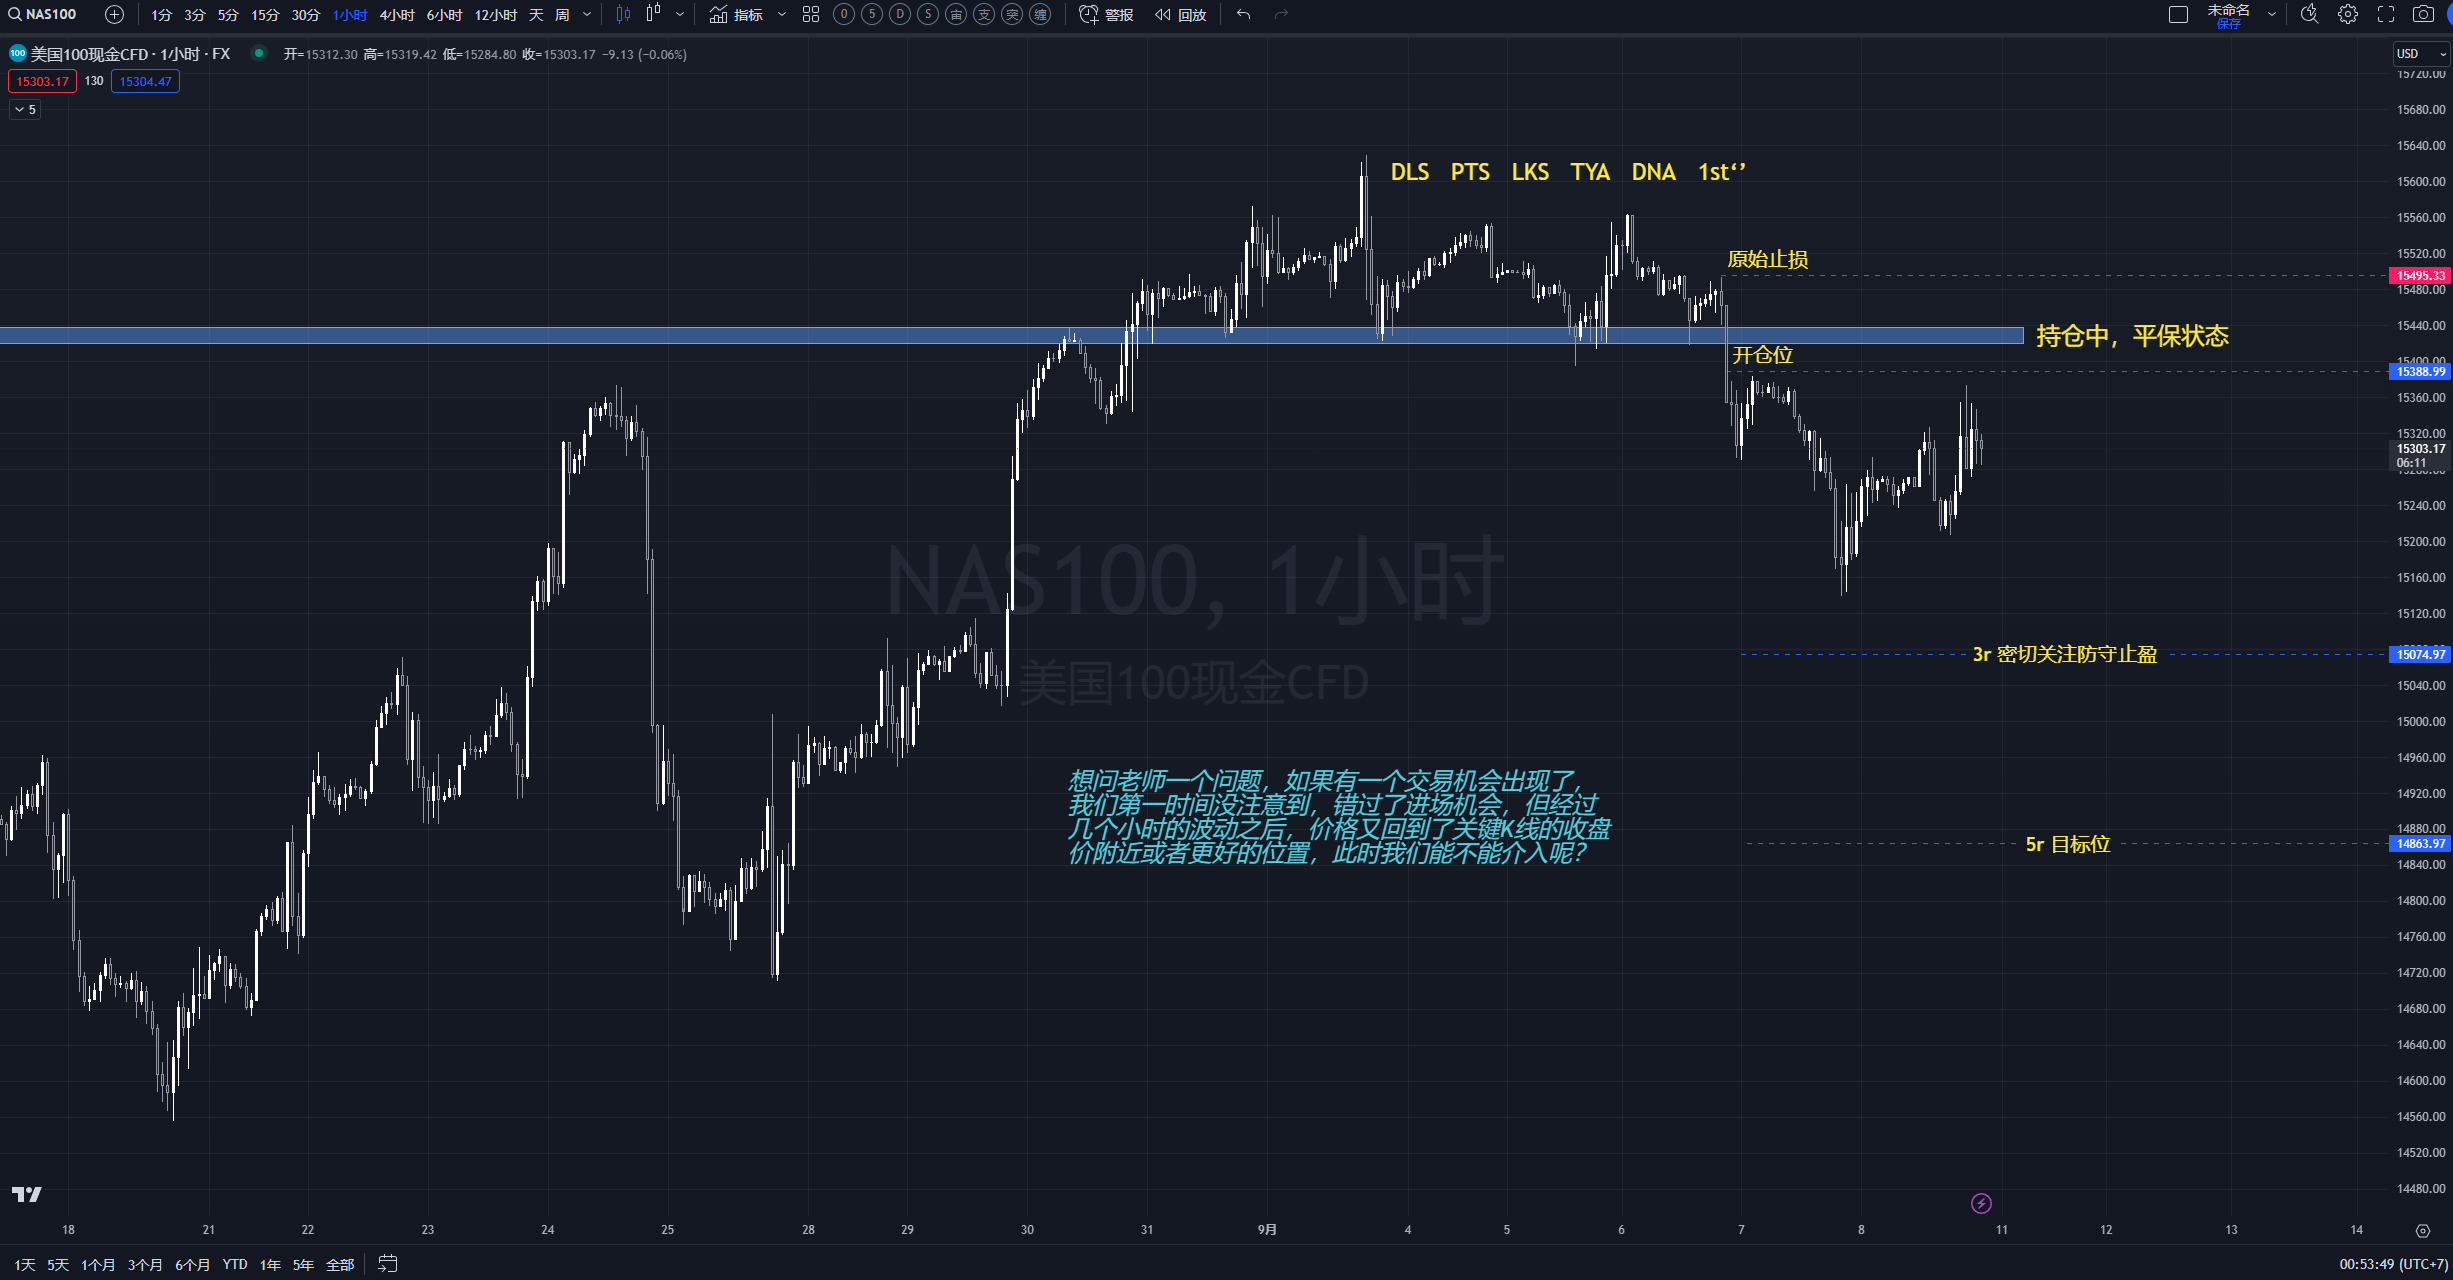 NAS100 1分 3分 5分 15分 30分 1小时 4小时 6小时 12小时 天 周 指标 O 5 D S 宙 支 突 缠 警报 回放 未命名
保存
100 美国100现金CFD · 1小时 · FX 开=15312.30 高=15319.42 低=15284.80 收=15303.17 −9.13 (−0.06%) USD
15303.17 130 15304.47
5
15720.00
15680.00
15640.00
DLS PTS LKS TYA DNA 1st‘’
15600.00
15560.00
15520.00
原始止损
15495.33
15480.00
15440.00
持仓中，平保状态
开仓位
15400.00
15388.99
15360.00
15320.00
15303.17
06:11
15280.00
15240.00
15200.00
NAS100, 1小时
15160.00
15120.00
3r 密切关注防守止盈
15074.97
美国100现金CFD
15040.00
15000.00
14960.00
想问老师一个问题，如果有一个交易机会出现了，
我们第一时间没注意到，错过了进场机会，但经过
几个小时的波动之后，价格又回到了关键K线的收盘
价附近或者更好的位置，此时我们能不能介入呢？
14920.00
14880.00
5r 目标位
14863.97
14840.00
14800.00
14760.00
14720.00
14680.00
14640.00
14600.00
14560.00
14520.00
14480.00
18 21 22 23 24 25 28 29 30 31 9月 4 5 6 7 8 11 12 13 14
1天 5天 1个月 3个月 6个月 YTD 1年 5年 全部 00:53:49 (UTC+7)